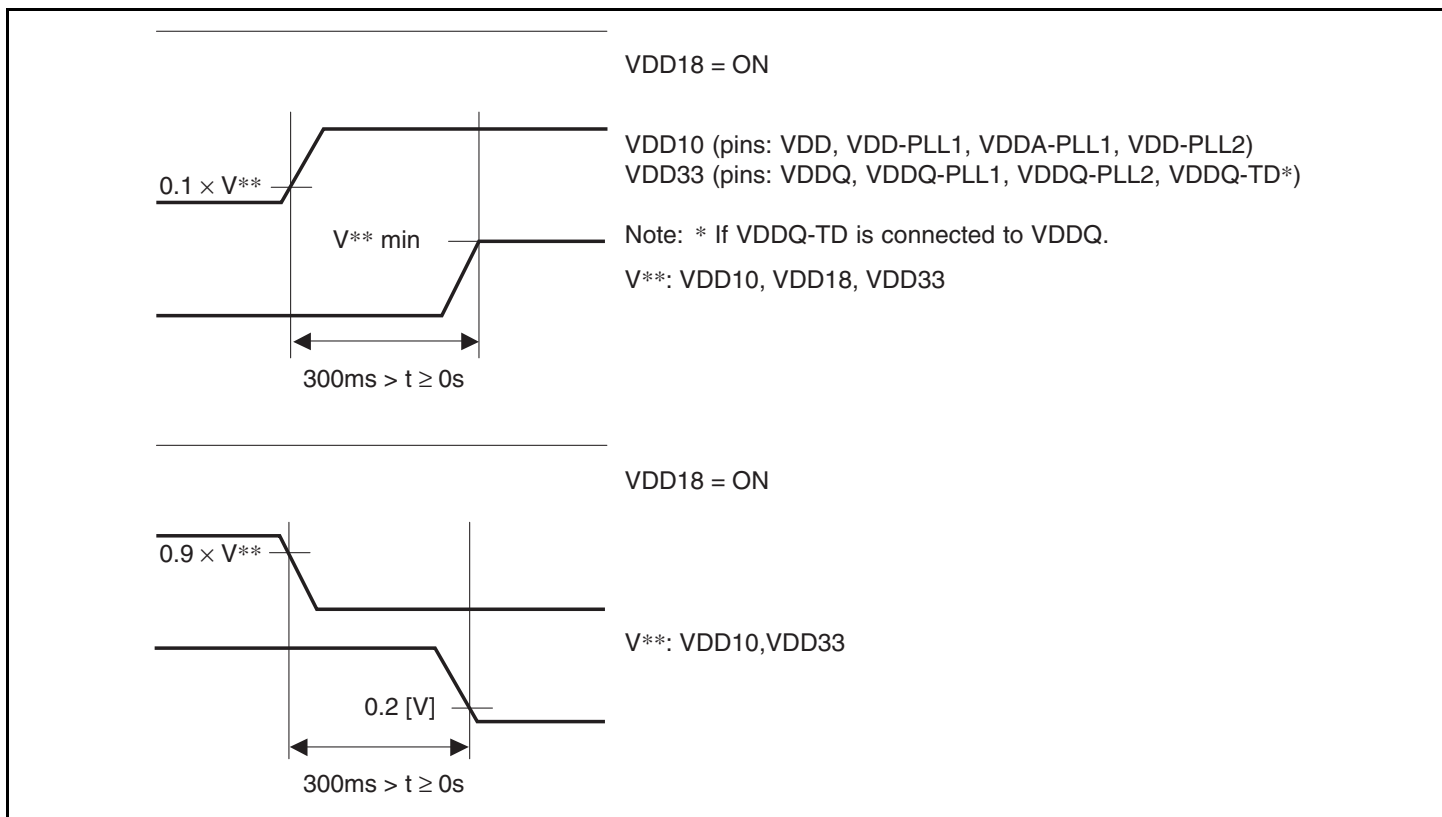 VDD18 = ON
VDD10 (pins: VDD, VDD-PLL1, VDDA-PLL1, VDD-PLL2)
VDD33 (pins: VDDQ, VDDQ-PLL1, VDDQ-PLL2, VDDQ-TD*)
0.1 × V**
V** min
Note: * If VDDQ-TD is connected to VDDQ.
V**: VDD10, VDD18, VDD33
300ms > t ≥ 0s
VDD18 = ON
0.9 × V**
V**: VDD10,VDD33
0.2 [V]
300ms > t ≥ 0s